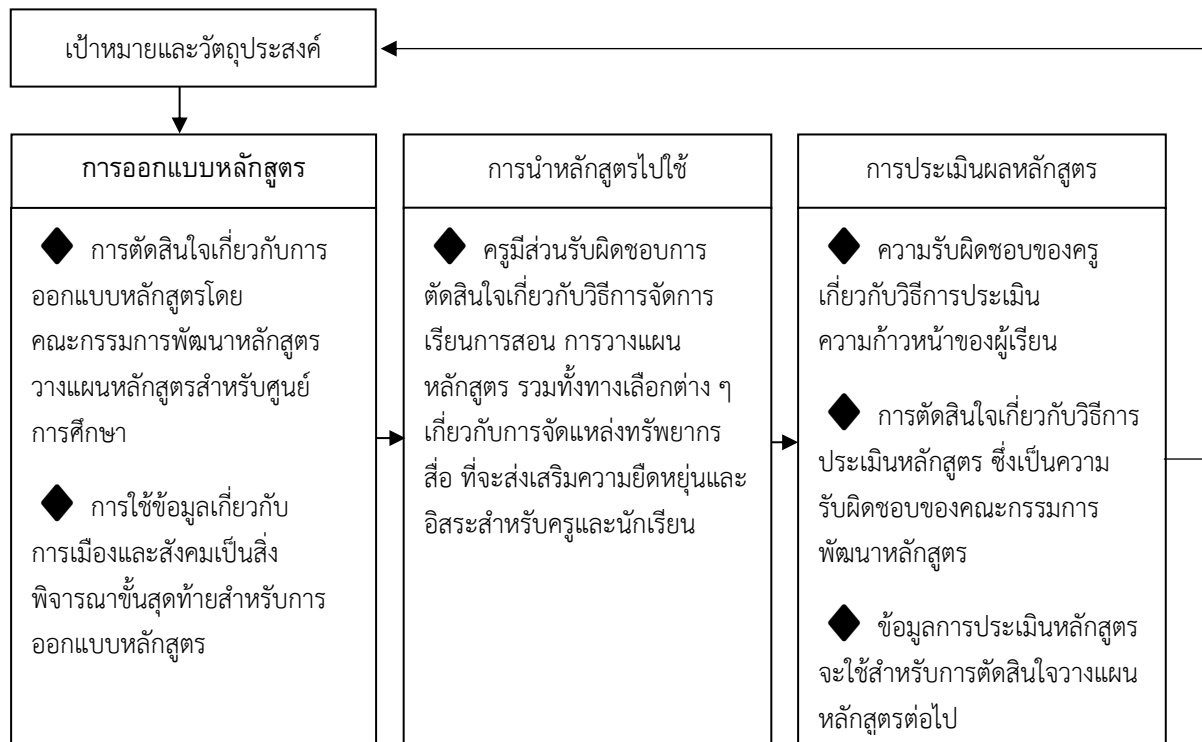 เป้าหมายและวัตถุประสงค์
การออกแบบหลักสูตร
◆ การตัดสินใจเกี่ยวกับการ
ออกแบบหลักสูตรโดย
คณะกรรมการพัฒนาหลักสูตร
วางแผนหลักสูตรสำหรับศูนย์
การศึกษา
◆ การใช้ข้อมูลเกี่ยวกับ
การเมืองและสังคมเป็นสิ่ง
พิจารณาขั้นสุดท้ายสำหรับการ
ออกแบบหลักสูตร
การนำหลักสูตรไปใช้
◆ ครูมีส่วนรับผิดชอบการ
ตัดสินใจเกี่ยวกับวิธีการจัดการ
เรียนการสอน การวางแผน
หลักสูตร รวมทั้งทางเลือกต่าง ๆ
เกี่ยวกับการจัดแหล่งทรัพยากร
สื่อ ที่จะส่งเสริมความยืดหยุ่นและ
อิสระสำหรับครูและนักเรียน
การประเมินผลหลักสูตร
◆ ความรับผิดชอบของครู
เกี่ยวกับวิธีการประเมิน
ความก้าวหน้าของผู้เรียน
◆ การตัดสินใจเกี่ยวกับวิธีการ
ประเมินหลักสูตร ซึ่งเป็นความ
รับผิดชอบของคณะกรรมการ
พัฒนาหลักสูตร
◆ ข้อมูลการประเมินหลักสูตร
จะใช้สำหรับการตัดสินใจวางแผน
หลักสูตรต่อไป